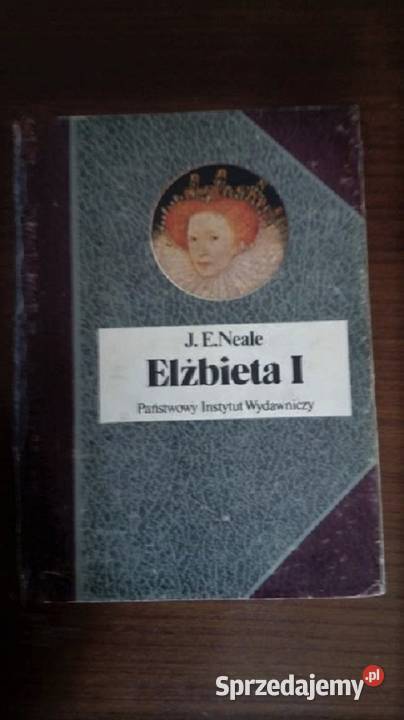 J. E. Neale
Elżbieta I
Państwowy Instytut Wydawniczy
Sprzedajemy.pl